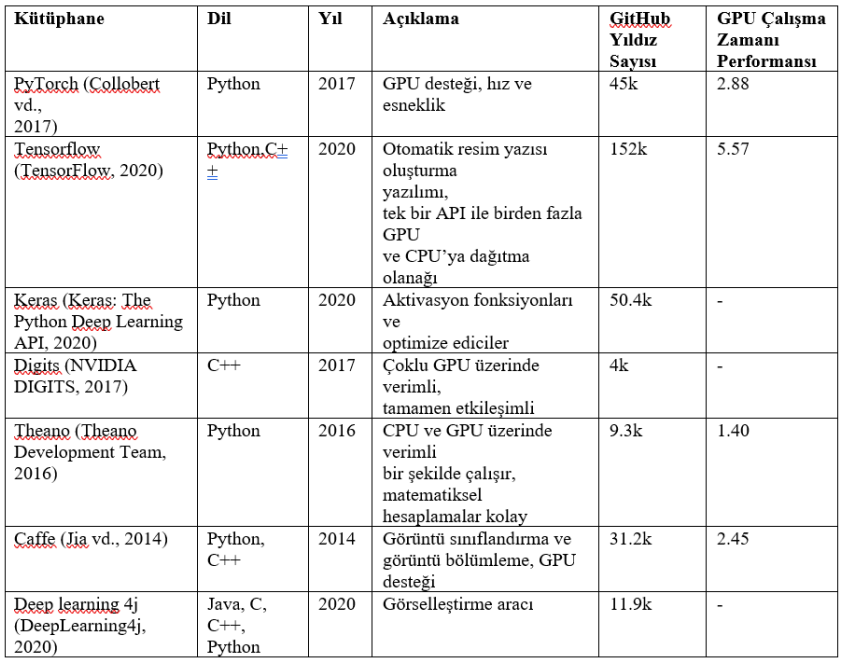 Kütüphane
Dil
Yıl
Açıklama
GitHub
Yıldız
Sayısı
GPU Çalışma
Zamanı
Performansı
PyTorch (Collobert
vd.,
2017)
Python
2017
GPU desteği, hız ve
esneklik
45k
2.88
Tensorflow
(TensorFlow, 2020)
Python,C+
+
2020
Otomatik resim yazısı
oluşturma
yazılımı,
tek bir API ile birden fazla
GPU
ve CPU’ya dağıtma
olanağı
152k
5.57
Keras (Keras: The
Python Deep Learning
API, 2020)
Python
2020
Aktivasyon fonksiyonları
ve
optimize ediciler
50.4k
-
Digits (NVIDIA
DIGITS, 2017)
C++
2017
Çoklu GPU üzerinde
verimli,
tamamen etkileşimli
4k
-
Theano (Theano
Development Team,
2016)
Python
2016
CPU ve GPU üzerinde
verimli
bir şekilde çalışır,
matematiksel
hesaplamalar kolay
9.3k
1.40
Caffe (Jia vd., 2014)
Python,
C++
2014
Görüntü sınıflandırma ve
görüntü bölümleme, GPU
desteği
31.2k
2.45
Deep learning 4j
(DeepLearning4j,
2020)
Java, C,
C++,
Python
2020
Görselleştirme aracı
11.9k
-